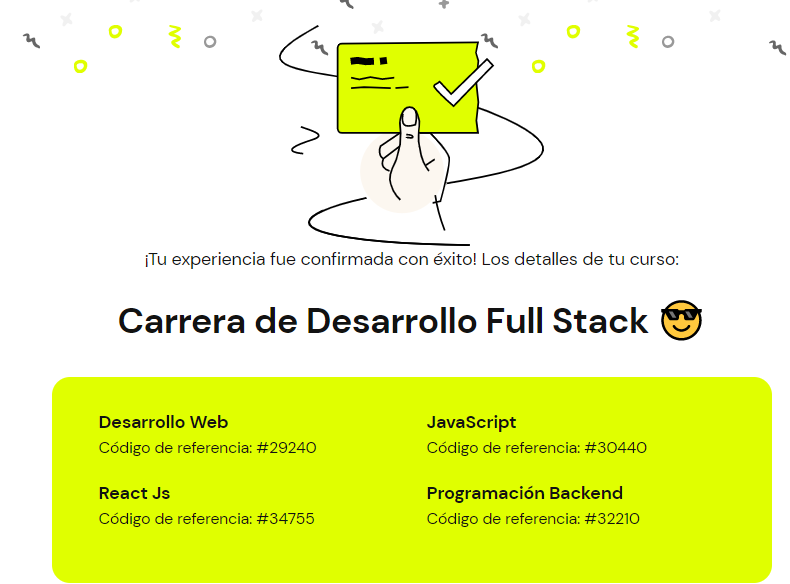 ¡Tu experiencia fue confirmada con éxito! Los detalles de tu curso:
Carrera de Desarrollo Full Stack 😎
Desarrollo Web
Código de referencia: #29240
JavaScript
Código de referencia: #30440
React Js
Código de referencia: #34755
Programación Backend
Código de referencia: #32210